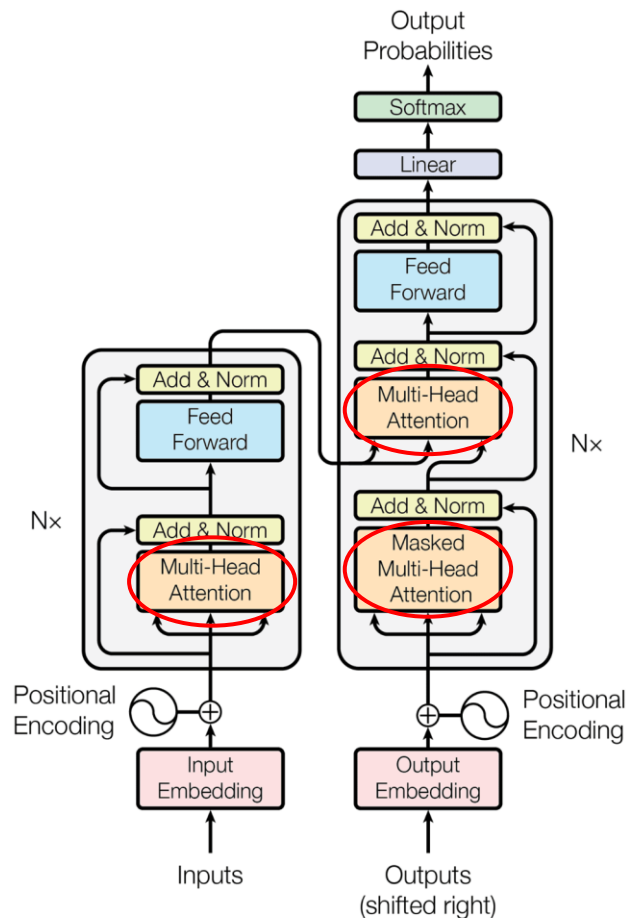 Output
Probabilities
Softmax
Linear
Add & Norm
Feed
Forward
Add & Norm
Multi-Head
Attention
Add & Norm
Masked
Multi-Head
Attention
N×
Add & Norm
Feed
Forward
Add & Norm
Multi-Head
Attention
N×
Positional
Encoding
Positional
Encoding
Input
Embedding
Output
Embedding
Inputs
Outputs
(shifted right)